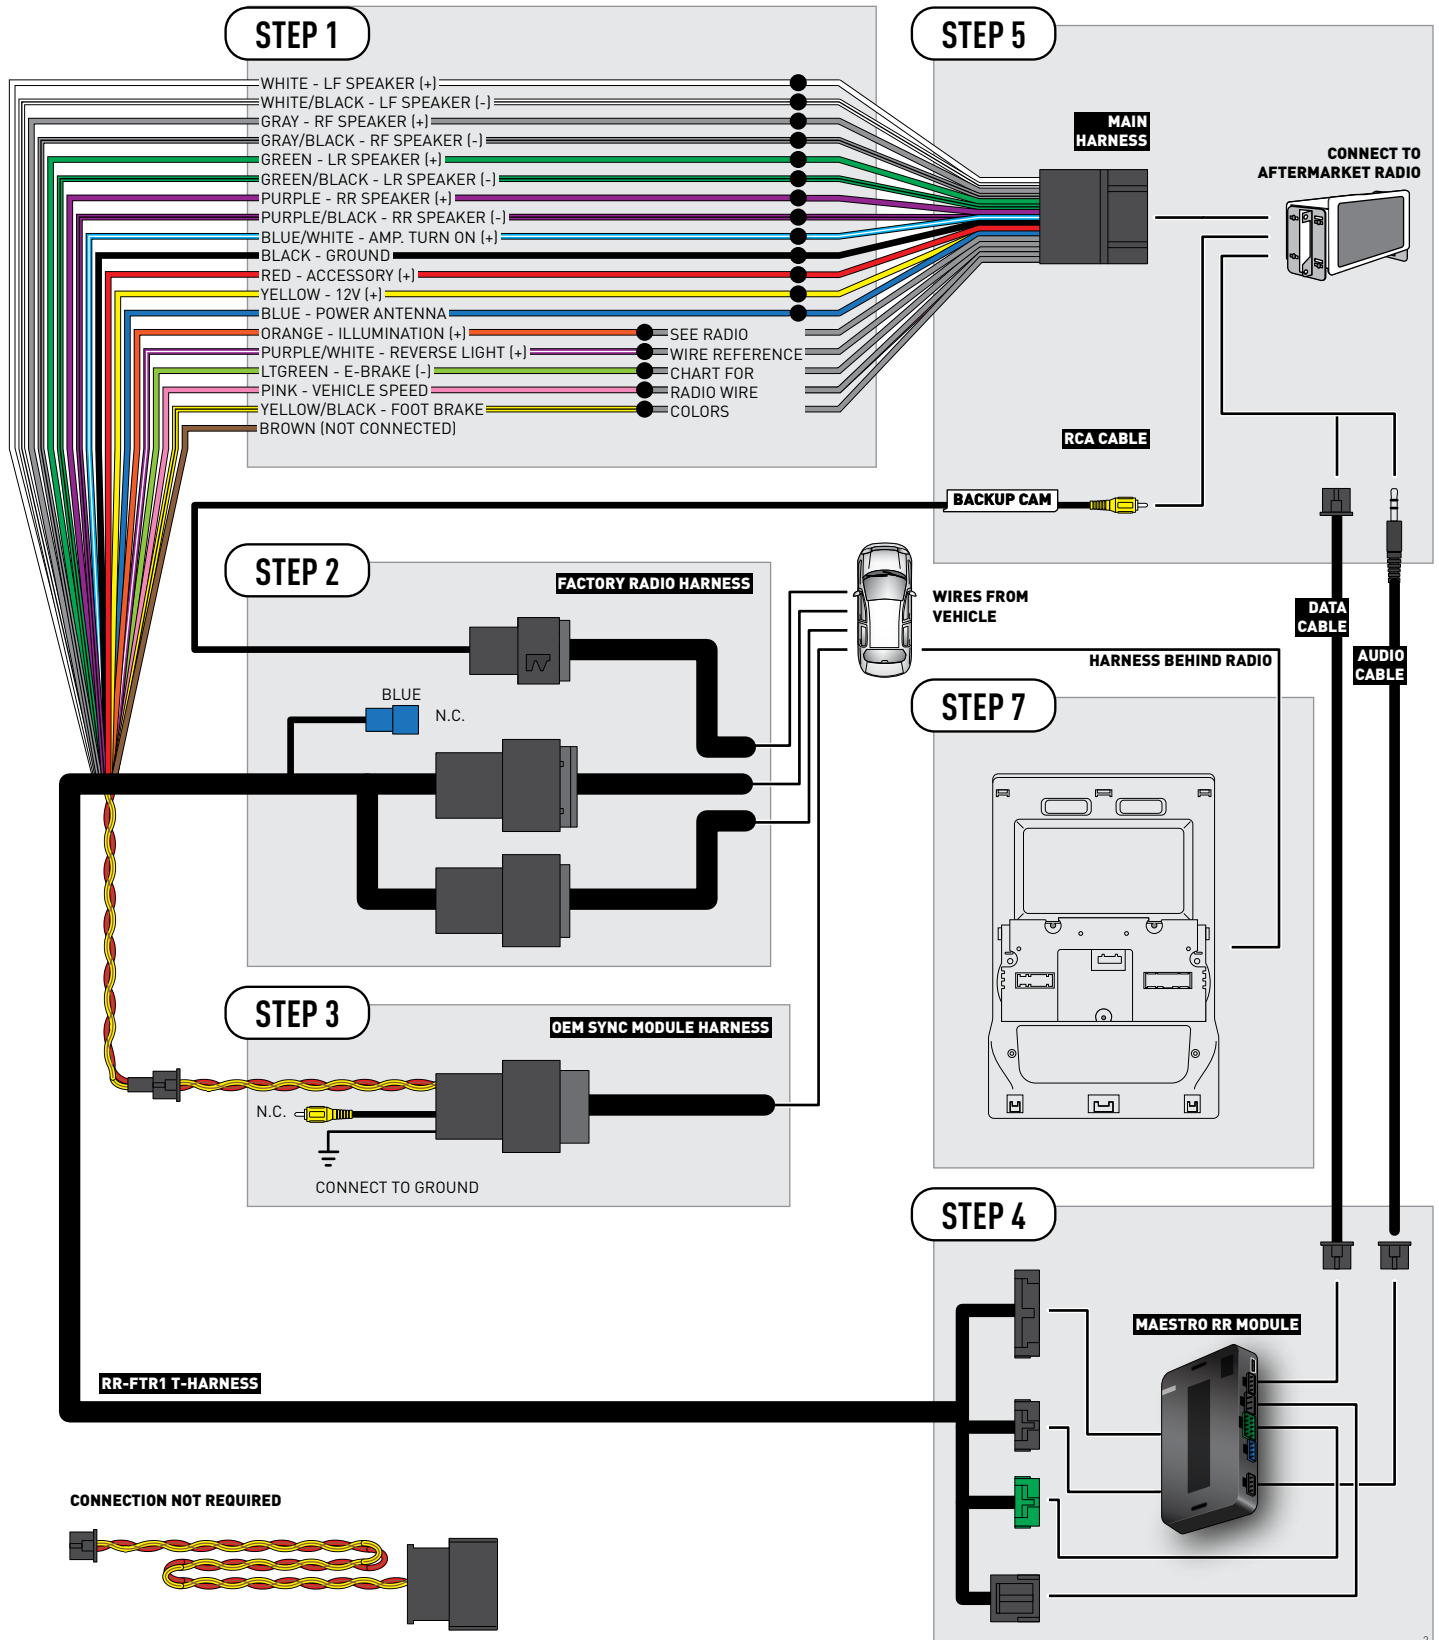 STEP 1
WHITE - LF SPEAKER (+)
WHITE/BLACK - LF SPEAKER (-)
GRAY - RF SPEAKER (+)
GRAY/BLACK - RF SPEAKER (-)
GREEN - LR SPEAKER (+)
GREEN/BLACK - LR SPEAKER (-)
PURPLE - RR SPEAKER (+)
PURPLE/BLACK - RR SPEAKER (-)
BLUE/WHITE - AMP. TURN ON (+)
BLACK - GROUND
RED - ACCESSORY (+)
YELLOW - 12V (+)
BLUE - POWER ANTENNA
ORANGE - ILLUMINATION (+)
PURPLE/WHITE - REVERSE LIGHT (+)
LTGREEN - E-BRAKE (-)
PINK - VEHICLE SPEED
YELLOW/BLACK - FOOT BRAKE
BROWN (NOT CONNECTED)
SEE RADIO
WIRE REFERENCE
CHART FOR
RADIO WIRE
COLORS
STEP 5
MAIN
HARNESS
CONNECT TO
AFTERMARKET RADIO
RCA CABLE
BACKUP CAM
DATA
CABLE
AUDIO
CABLE
STEP 2
FACTORY RADIO HARNESS
BLUE
N.C.
WIRES FROM
VEHICLE
HARNESS BEHIND RADIO
STEP 7
STEP 3
OEM SYNC MODULE HARNESS
N.C.
CONNECT TO GROUND
STEP 4
MAESTRO RR MODULE
RR-FTR1 T-HARNESS
CONNECTION NOT REQUIRED